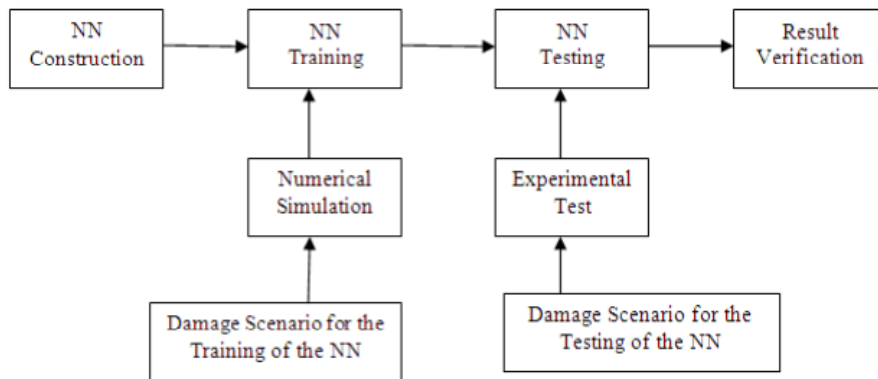 NN
Construction
NN
Training
NN
Testing
Result
Verification
Numerical
Simulation
Experimental
Test
Damage Scenario for the
Training of the NN
Damage Scenario for the
Testing of the NN